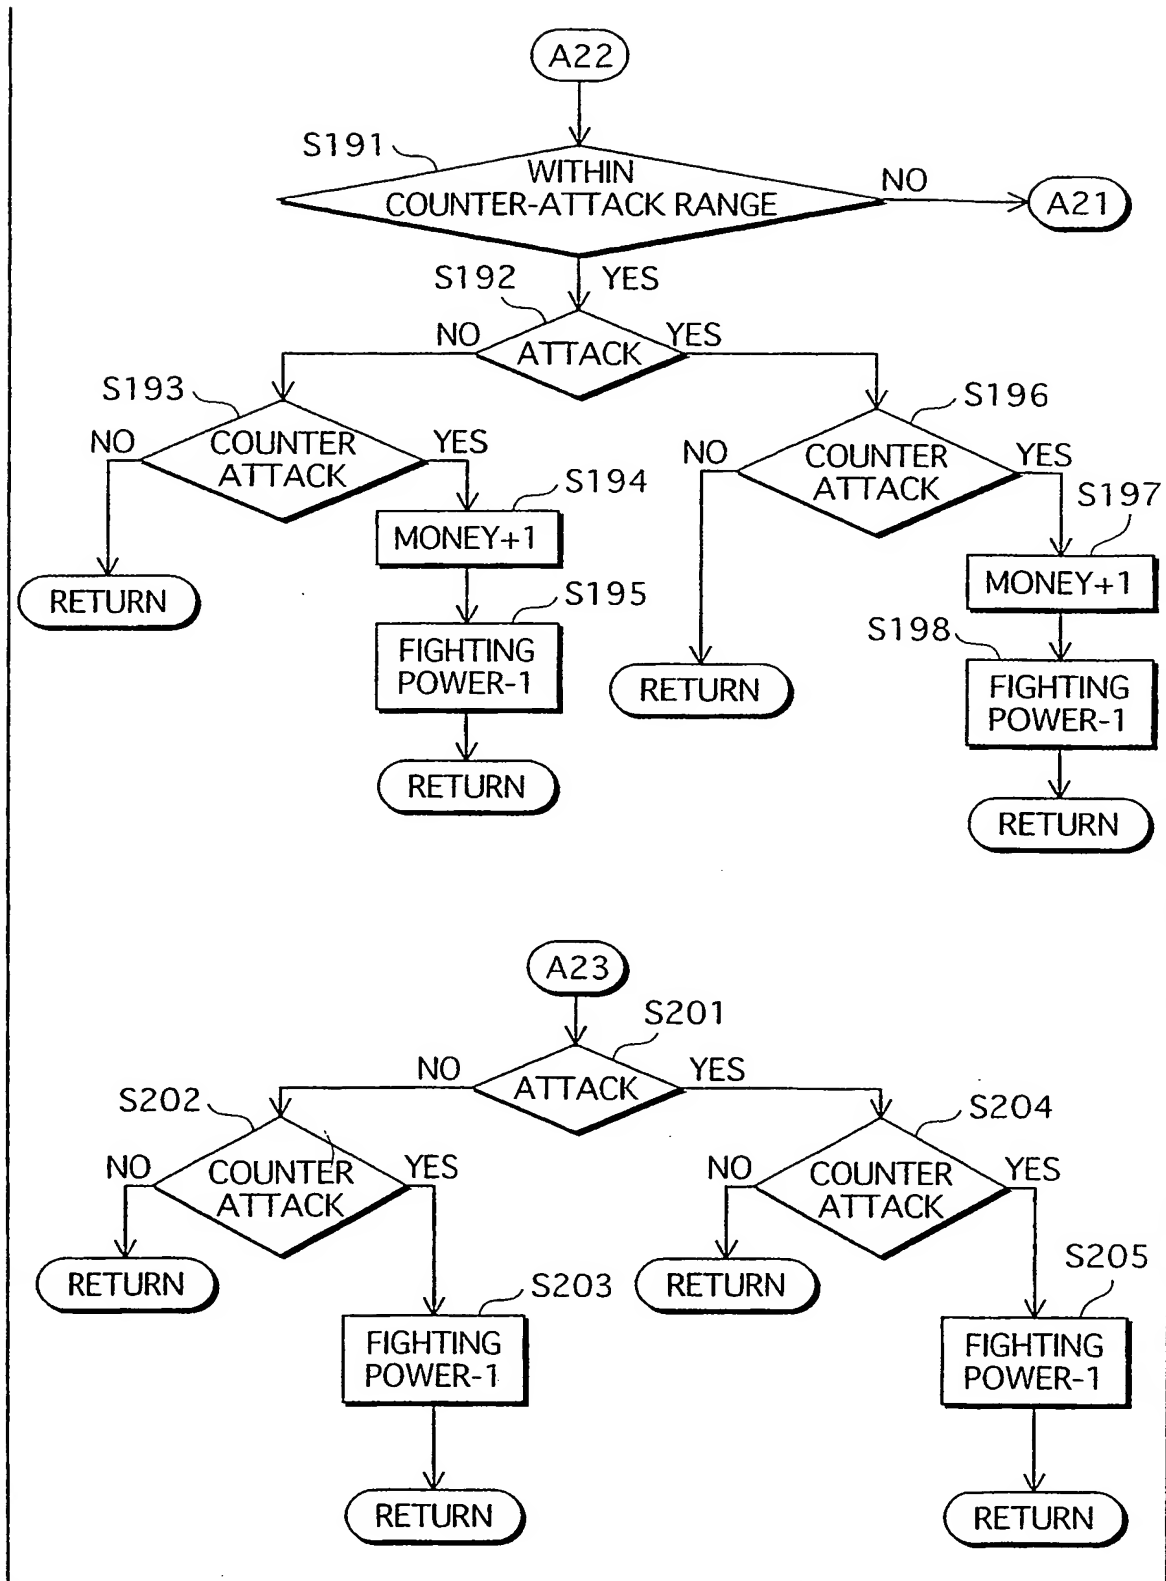 A22
S191
WITHIN
COUNTER-ATTACK RANGE
NO
A21
YES
S192
NO
ATTACK
YES
S193
NO
COUNTER
ATTACK
YES
S194
MONEY+1
S195
FIGHTING
POWER-1
RETURN
RETURN
S196
NO
COUNTER
ATTACK
YES
S197
MONEY+1
S198
FIGHTING
POWER-1
RETURN
RETURN
A23
S201
NO
ATTACK
YES
S202
NO
COUNTER
ATTACK
YES
RETURN
S203
FIGHTING
POWER-1
RETURN
S204
NO
COUNTER
ATTACK
YES
RETURN
S205
FIGHTING
POWER-1
RETURN